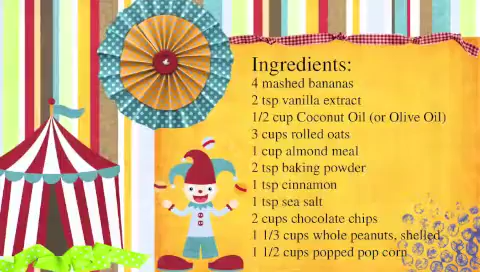 Ingredients:
4 mashed bananas
2 tsp vanilla extract
1/2 cup Coconut Oil (or Olive Oil)
3 cups rolled oats
1 cup almond meal
2 tsp baking powder
1 tsp cinnamon
1 tsp sea salt
2 cups chocolate chips
1 1/3 cups whole peanuts, shelled
1 1/2 cups popped pop corn